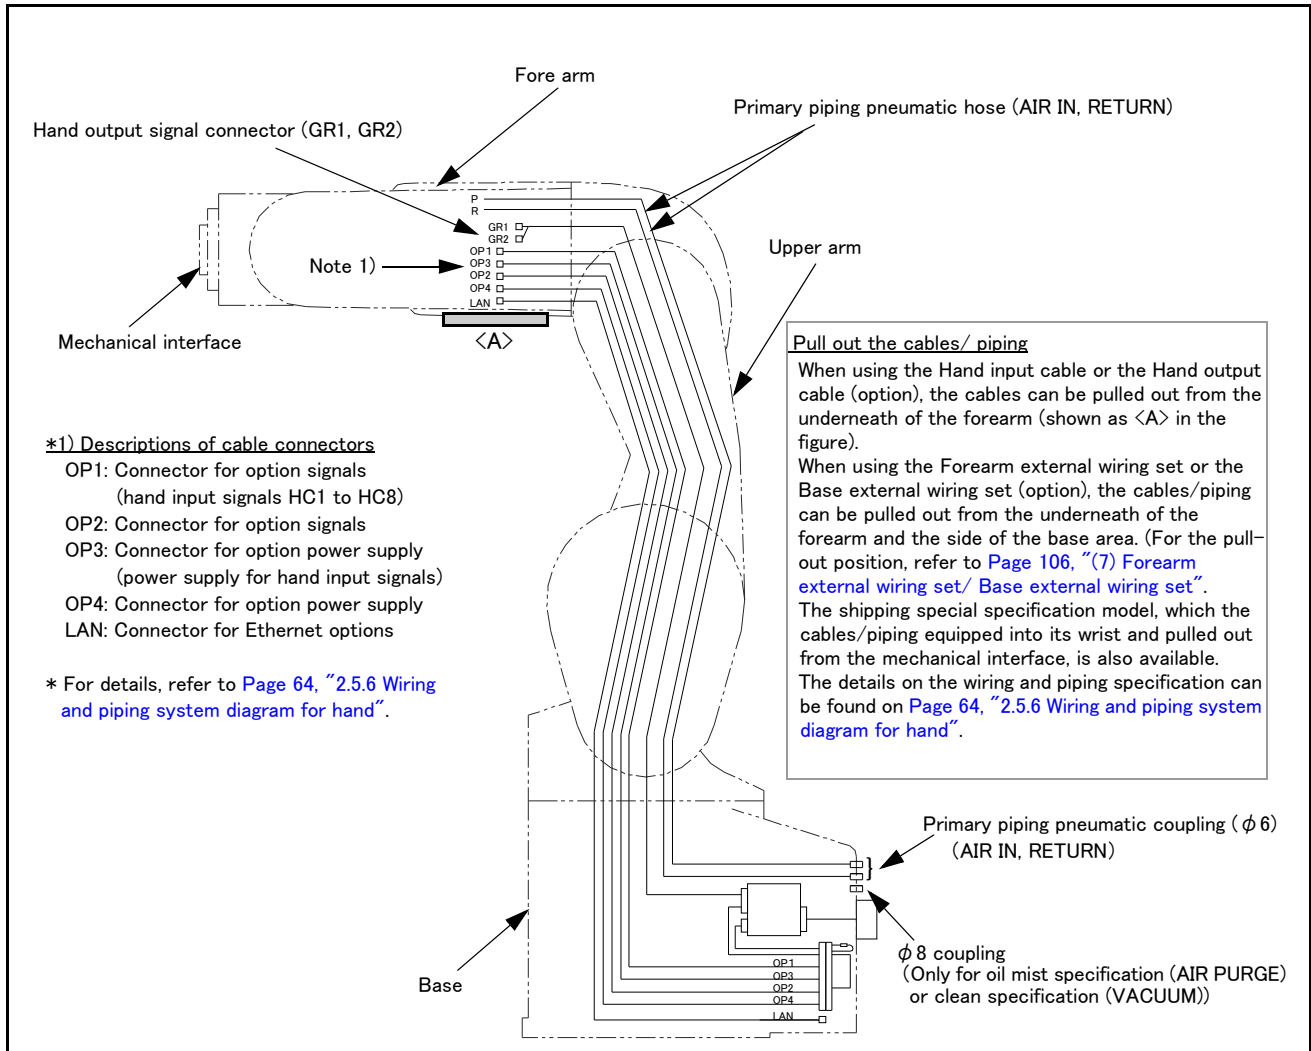 Fore arm
Primary piping pneumatic hose (AIR IN, RETURN)
Hand output signal connector (GR1, GR2)
P
R
GR1
GR2
OP1
OP3
OP2
OP4
LAN
Note 1)
Upper arm
Mechanical interface
<A>
Pull out the cables/ piping
When using the Hand input cable or the Hand output
cable (option), the cables can be pulled out from the
underneath of the forearm (shown as <A> in the
figure).
When using the Forearm external wiring set or the
Base external wiring set (option), the cables/piping
can be pulled out from the underneath of the
forearm and the side of the base area. (For the pull-
out position, refer to Page 106, "(7) Forearm
external wiring set/ Base external wiring set".
The shipping special specification model, which the
cables/piping equipped into its wrist and pulled out
from the mechanical interface, is also available.
The details on the wiring and piping specification can
be found on Page 64, "2.5.6 Wiring and piping system
diagram for hand".
*1) Descriptions of cable connectors
OP1: Connector for option signals
(hand input signals HC1 to HC8)
OP2: Connector for option signals
OP3: Connector for option power supply
(power supply for hand input signals)
OP4: Connector for option power supply
LAN: Connector for Ethernet options
* For details, refer to Page 64, "2.5.6 Wiring
and piping system diagram for hand".
Primary piping pneumatic coupling (φ6)
(AIR IN, RETURN)
φ8 coupling
(Only for oil mist specification (AIR PURGE)
or clean specification (VACUUM))
Base
OP1
OP3
OP2
OP4
LAN